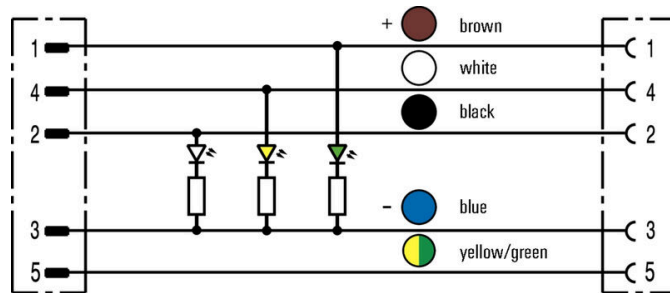 + brown
1 1
white
4 4
black
2 2
- blue
3 3
yellow/green
5 5